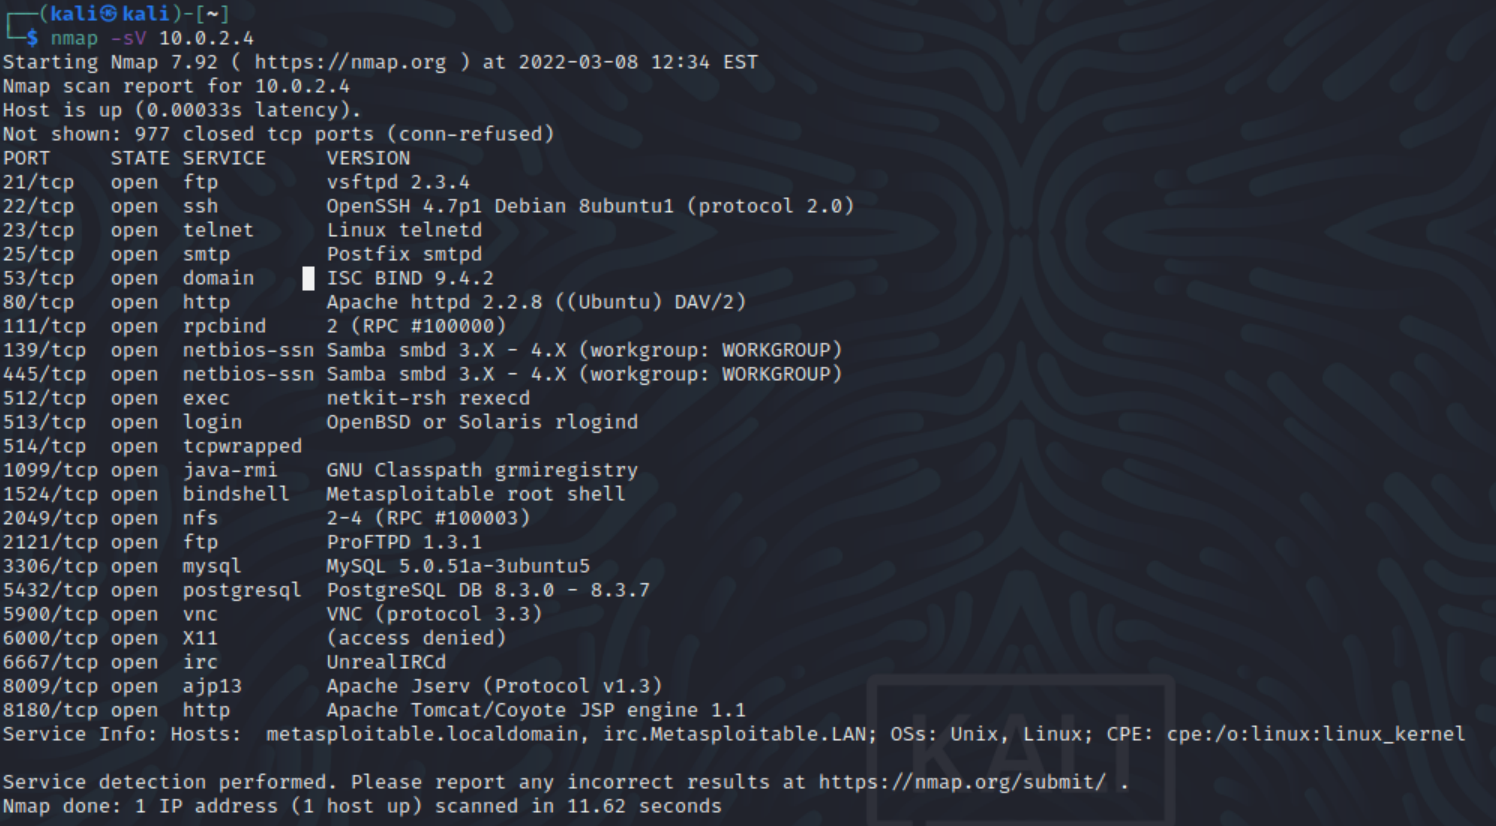 ┌──(kali㉿kali)-[~]
└─$ nmap -sV 10.0.2.4
Starting Nmap 7.92 ( https://nmap.org ) at 2022-03-08 12:34 EST
Nmap scan report for 10.0.2.4
Host is up (0.00033s latency).
Not shown: 977 closed tcp ports (conn-refused)
PORT     STATE SERVICE     VERSION
21/tcp   open  ftp         vsftpd 2.3.4
22/tcp   open  ssh         OpenSSH 4.7p1 Debian 8ubuntu1 (protocol 2.0)
23/tcp   open  telnet      Linux telnetd
25/tcp   open  smtp        Postfix smtpd
53/tcp   open  domain      ISC BIND 9.4.2
80/tcp   open  http        Apache httpd 2.2.8 ((Ubuntu) DAV/2)
111/tcp  open  rpcbind     2 (RPC #100000)
139/tcp  open  netbios-ssn Samba smbd 3.X - 4.X (workgroup: WORKGROUP)
445/tcp  open  netbios-ssn Samba smbd 3.X - 4.X (workgroup: WORKGROUP)
512/tcp  open  exec        netkit-rsh rexecd
513/tcp  open  login       OpenBSD or Solaris rlogind
514/tcp  open  tcpwrapped
1099/tcp open  java-rmi    GNU Classpath grmiregistry
1524/tcp open  bindshell   Metasploitable root shell
2049/tcp open  nfs         2-4 (RPC #100003)
2121/tcp open  ftp         ProFTPD 1.3.1
3306/tcp open  mysql       MySQL 5.0.51a-3ubuntu5
5432/tcp open  postgresql  PostgreSQL DB 8.3.0 - 8.3.7
5900/tcp open  vnc         VNC (protocol 3.3)
6000/tcp open  X11         (access denied)
6667/tcp open  irc         UnrealIRCd
8009/tcp open  ajp13       Apache Jserv (Protocol v1.3)
8180/tcp open  http        Apache Tomcat/Coyote JSP engine 1.1
Service Info: Hosts:  metasploitable.localdomain, irc.Metasploitable.LAN; OSs: Unix, Linux; CPE: cpe:/o:linux:linux_kernel
Service detection performed. Please report any incorrect results at https://nmap.org/submit/ .
Nmap done: 1 IP address (1 host up) scanned in 11.62 seconds
KALI